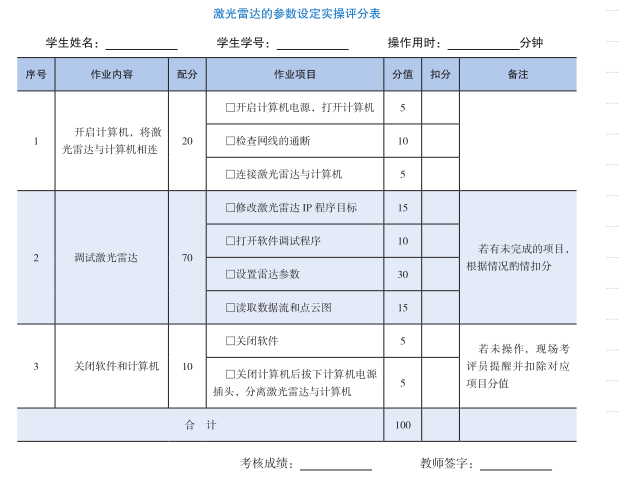 激光雷达的参数设定实操评分表
学生姓名： 学生学号： 操作用时： 分钟
序号 作业内容 配分 作业项目 分值 扣分 备注
1 开启计算机，将激光雷达与计算机相连 20
□开启计算机电源，打开计算机 5
□检查网线的通断 10
□连接激光雷达与计算机 5
2 调试激光雷达 70
□修改激光雷达 IP 程序目标 15
□打开软件调试程序 10
□设置雷达参数 30
□读取数据流和点云图 15
若有未完成的项目，
根据情况酌情扣分
3 关闭软件和计算机 10
□关闭软件 5
□关闭计算机后拔下计算机电源
插头，分离激光雷达与计算机 5
若未操作，现场考
评员提醒并扣除对应
项目分值
合 计 100
考核成绩： 教师签字：